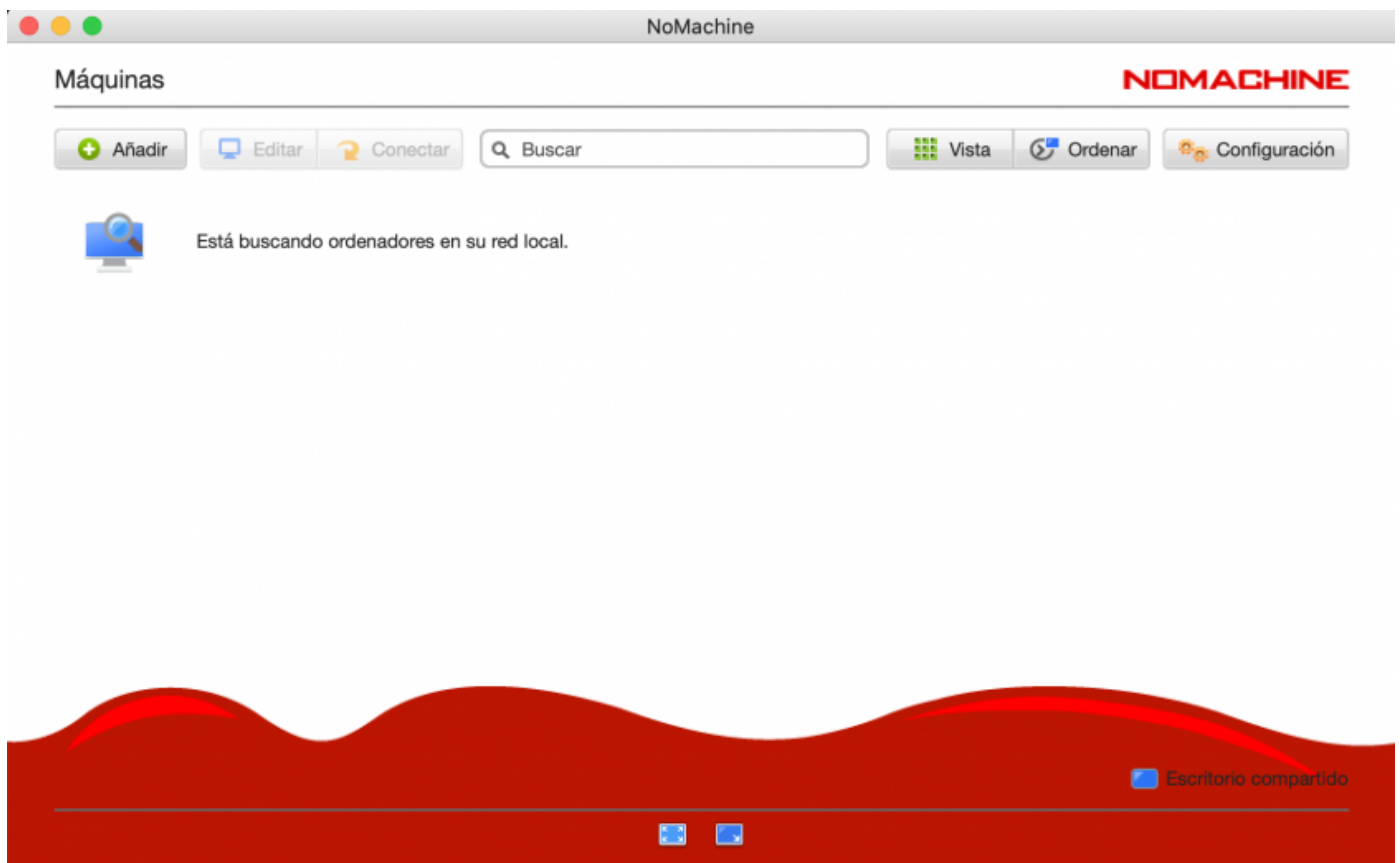 NoMachine
Máquinas
NOMACHINE
Añadir
Editar
Conectar
Buscar
Vista
Ordenar
Configuración
Está buscando ordenadores en su red local.
Escritorio compartido